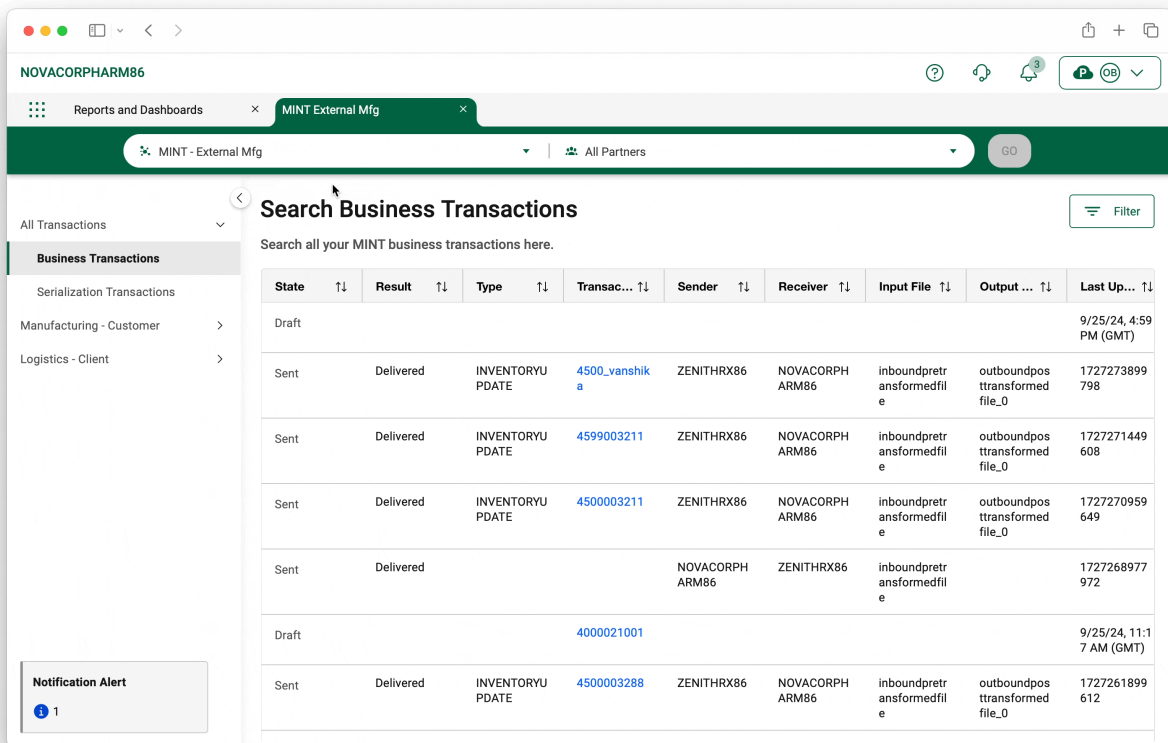 NOVACORPHARM86
3
P
OB
Reports and Dashboards
MINT External Mfg
MINT - External Mfg
All Partners
GO
All Transactions
Business Transactions
Serialization Transactions
Manufacturing - Customer
Logistics - Client
Notification Alert
1
Search Business Transactions
Filter
Search all your MINT business transactions here.
State Result Type Transac... Sender Receiver Input File Output ... Last Up...
Draft 9/25/24, 4:59
PM (GMT)
Sent Delivered INVENTORYU 4500_vanshik ZENITHRX86 NOVACORPH inboundpretr outboundpos 1727273899
PDATE a ARM86 ansformedfil ttransformed 798
e file_0
Sent Delivered INVENTORYU 4599003211 ZENITHRX86 NOVACORPH inboundpretr outboundpos 1727271449
PDATE ARM86 ansformedfil ttransformed 608
e file_0
Sent Delivered INVENTORYU 4500003211 ZENITHRX86 NOVACORPH inboundpretr outboundpos 1727270959
PDATE ARM86 ansformedfil ttransformed 649
e file_0
Sent Delivered NOVACORPH ZENITHRX86 inboundpretr 1727268977
ARM86 ansformedfil 972
e
Draft 4000021001 9/25/24, 11:1
7 AM (GMT)
Sent Delivered INVENTORYU 4500003288 ZENITHRX86 NOVACORPH inboundpretr outboundpos 1727261899
PDATE ARM86 ansformedfil ttransformed 612
e file_0